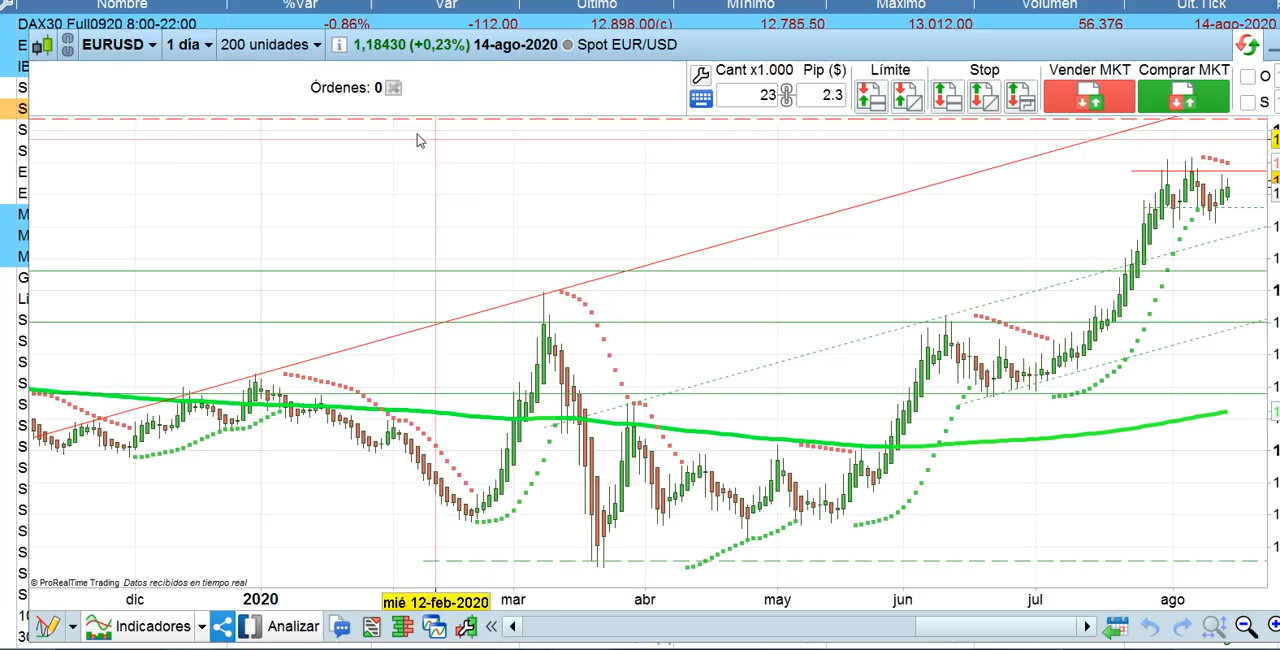 Nombre %Var Var Último Mínimo Máximo Volumen Últ. Tick
DAX30 Full0920 8:00-22:00 -0.86% -112.00 12.898.00(c) 12.785.50 13.012.00 56.376 14-ago-2020
EURUSD 1 día 200 unidades 1,18430 (+0,23%) 14-ago-2020 Spot EUR/USD
Órdenes: 0
Cant x1.000 Pip ($) Límite Stop Vender MKT Comprar MKT
23 2.3
© ProRealTime Trading Datos recibidos en tiempo real
dic 2020 mié 12-feb-2020 mar abr may jun jul ago
Indicadores Analizar